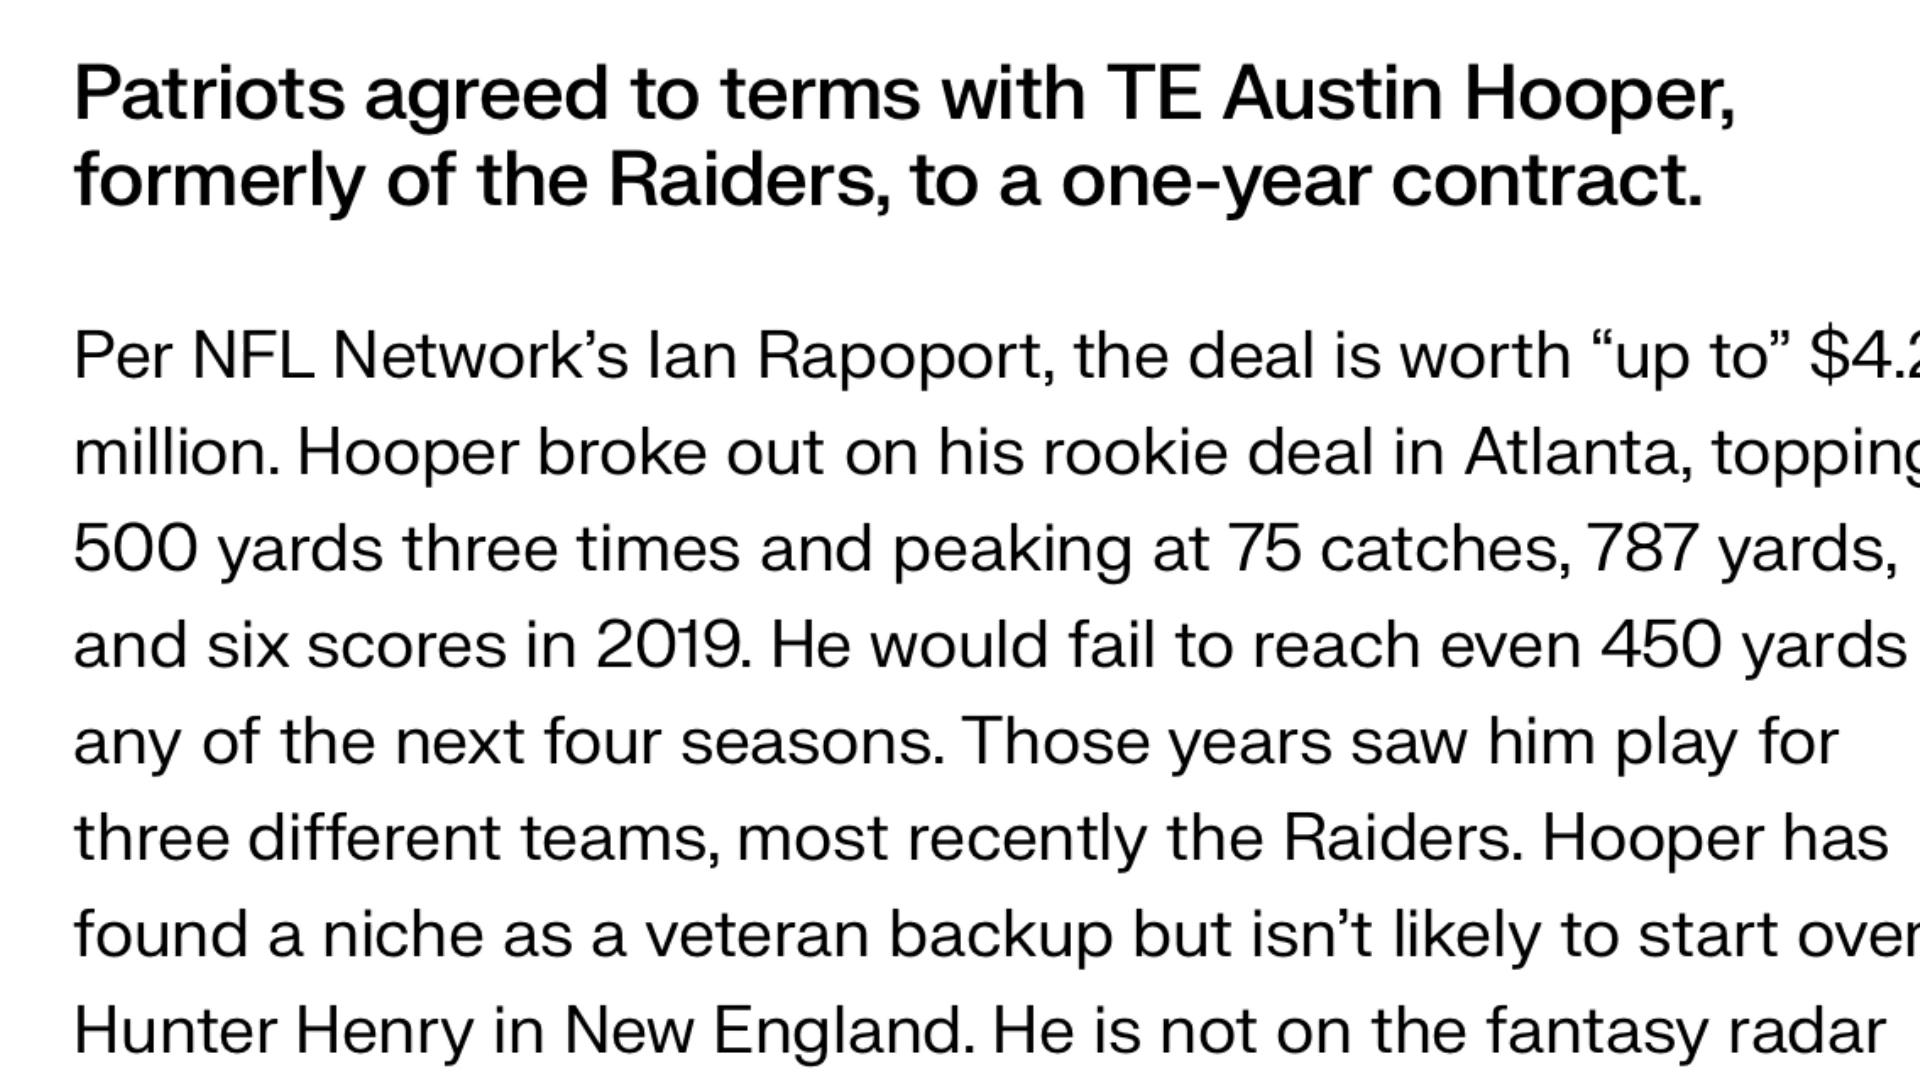 Patriots agreed to terms with TE Austin Hooper,
formerly of the Raiders, to a one-year contract.
Per NFL Network’s Ian Rapoport, the deal is worth “up to” $4.2
million. Hooper broke out on his rookie deal in Atlanta, topping
500 yards three times and peaking at 75 catches, 787 yards,
and six scores in 2019. He would fail to reach even 450 yards
any of the next four seasons. Those years saw him play for
three different teams, most recently the Raiders. Hooper has
found a niche as a veteran backup but isn’t likely to start over
Hunter Henry in New England. He is not on the fantasy radar